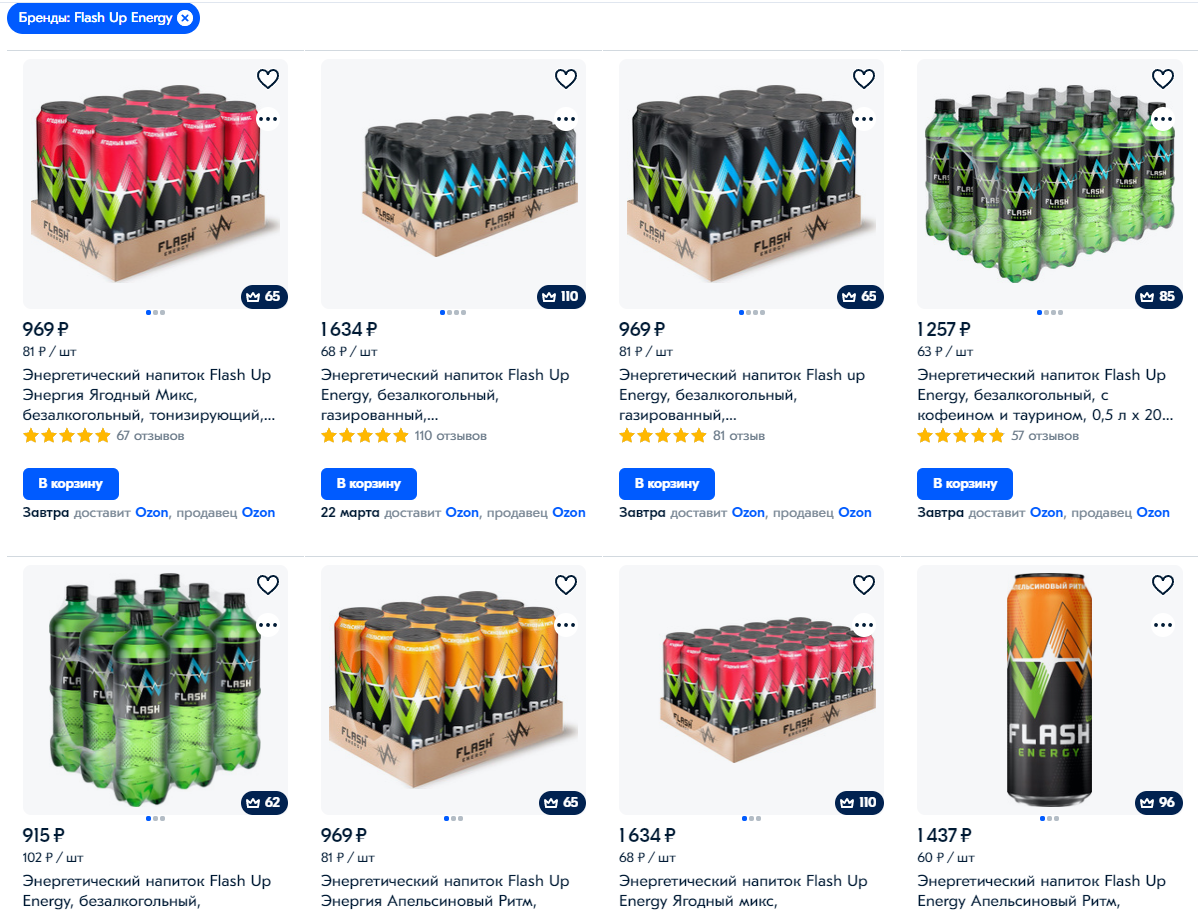 Бренды: Flash Up Energy
65
110
65
85
969 ₽
81 ₽ / шт
Энергетический напиток Flash Up
Энергия Ягодный Микс,
безалкогольный, тонизирующий,...
67 отзывов
В корзину
Завтра доставит Ozon, продавец Ozon
1 634 ₽
68 ₽ / шт
Энергетический напиток Flash Up
Energy, безалкогольный,
газированный,...
110 отзывов
В корзину
22 марта доставит Ozon, продавец Ozon
969 ₽
81 ₽ / шт
Энергетический напиток Flash up
Energy, безалкогольный,
газированный,...
81 отзыв
В корзину
Завтра доставит Ozon, продавец Ozon
1 257 ₽
63 ₽ / шт
Энергетический напиток Flash Up
Energy, безалкогольный, с
кофеином и таурином, 0,5 л x 20...
57 отзывов
В корзину
Завтра доставит Ozon, продавец Ozon
62
65
110
АПЕЛЬСИНОВЫЙ РИТМ
FLASH
ENERGY
96
915 ₽
102 ₽ / шт
Энергетический напиток Flash Up
Energy, безалкогольный,
969 ₽
81 ₽ / шт
Энергетический напиток Flash Up
Энергия Апельсиновый Ритм,
1 634 ₽
68 ₽ / шт
Энергетический напиток Flash Up
Energy Ягодный микс,
1 437 ₽
60 ₽ / шт
Энергетический напиток Flash Up
Energy Апельсиновый Ритм,